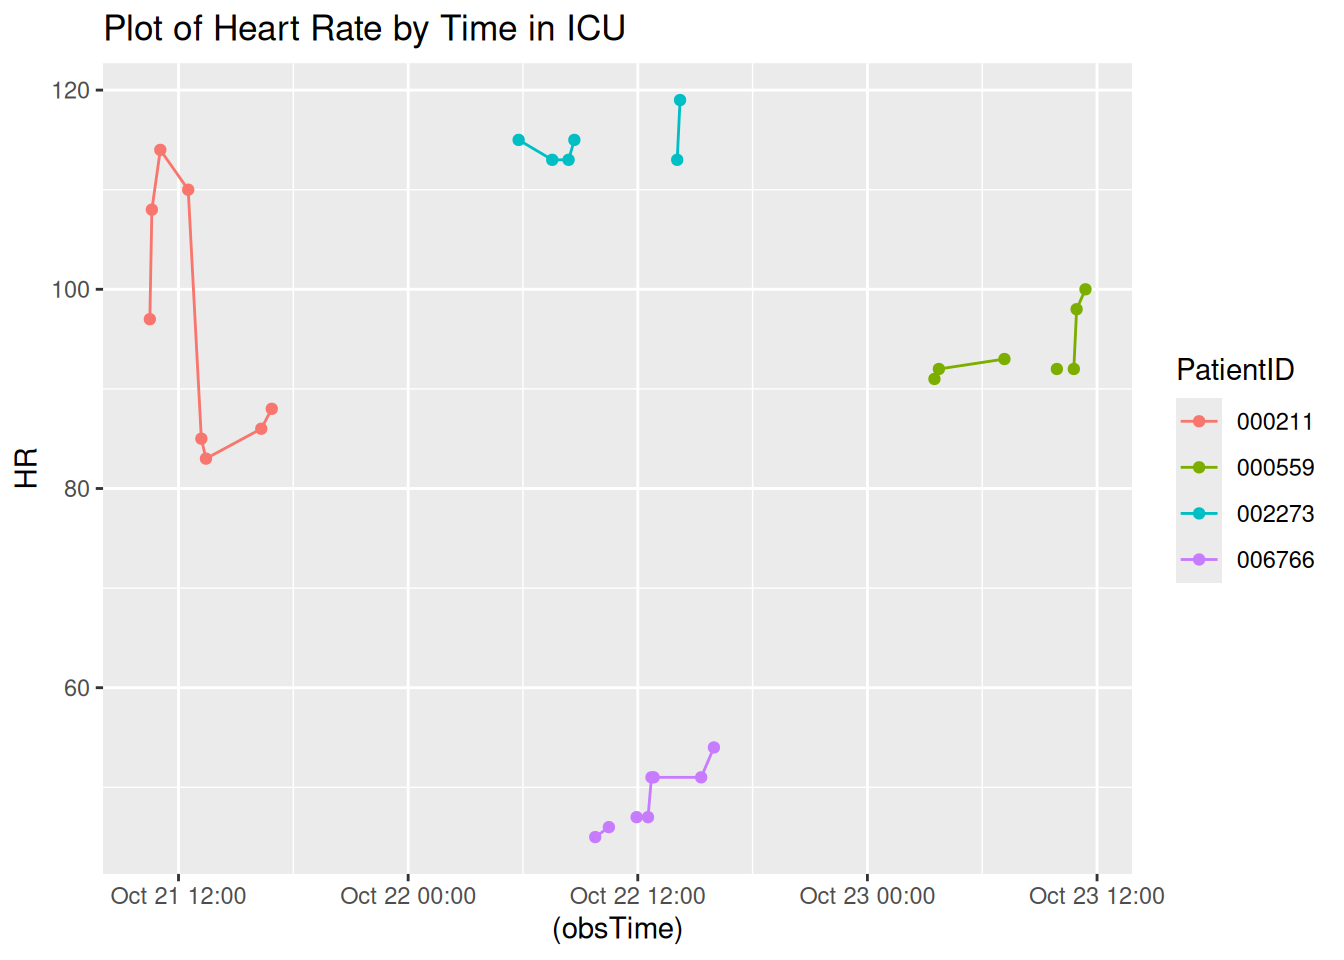 Plot of Heart Rate by Time in ICU
120
100
80
60
HR
Oct 21 12:00
Oct 22 00:00
Oct 22 12:00
Oct 23 00:00
Oct 23 12:00
(obsTime)
PatientID
000211
000559
002273
006766